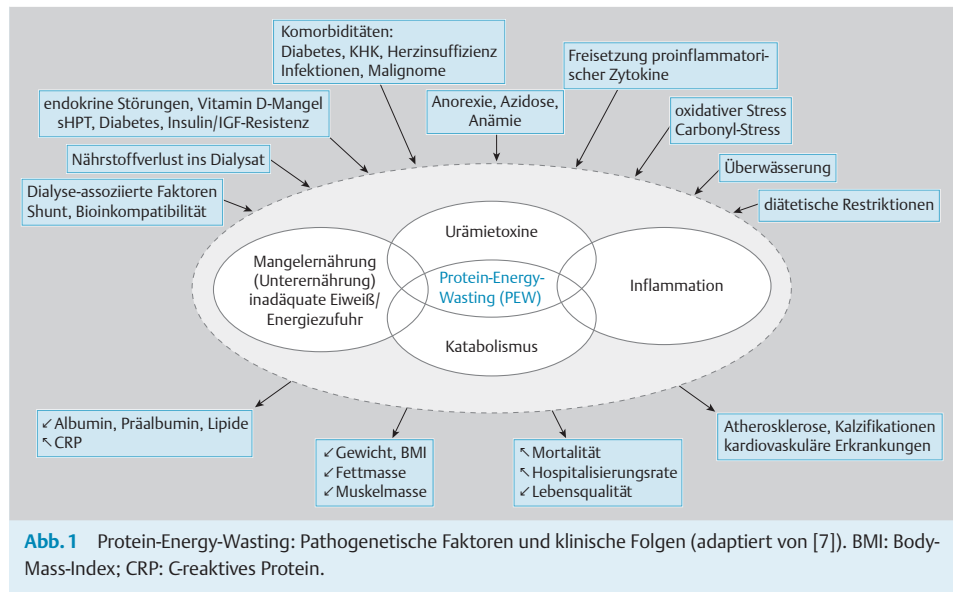 Komorbiditäten:
Diabetes, KHK, Herzinsuffizienz
Infektionen, Malignome
Freisetzung proinflammatori-
scher Zytokine
endokrine Störungen, Vitamin D-Mangel
sHPT, Diabetes, Insulin/IGF-Resistenz
Anorexie, Azidose,
Anämie
oxidativer Stress
Carbonyl-Stress
Nährstoffverlust ins Dialysat
Überwässerung
Dialyse-assoziierte Faktoren
Shunt, Bioinkompatibilität
diätetische Restriktionen
Urämietoxine
Mangelernährung
(Unterernährung)
inadäquate Eiweiß/
Energiezufuhr
Protein-Energy-
Wasting (PEW)
Inflammation
Katabolismus
↙Albumin, Präalbumin, Lipide
↖CRP
↙Gewicht, BMI
↙Fettmasse
↙Muskelmasse
↖Mortalität
↖Hospitalisierungsrate
↙Lebensqualität
Atherosklerose, Kalzifikationen
kardiovaskuläre Erkrankungen
Abb. 1 Protein-Energy-Wasting: Pathogenetische Faktoren und klinische Folgen (adaptiert von [7]). BMI: Body-
Mass-Index; CRP: C-reaktives Protein.